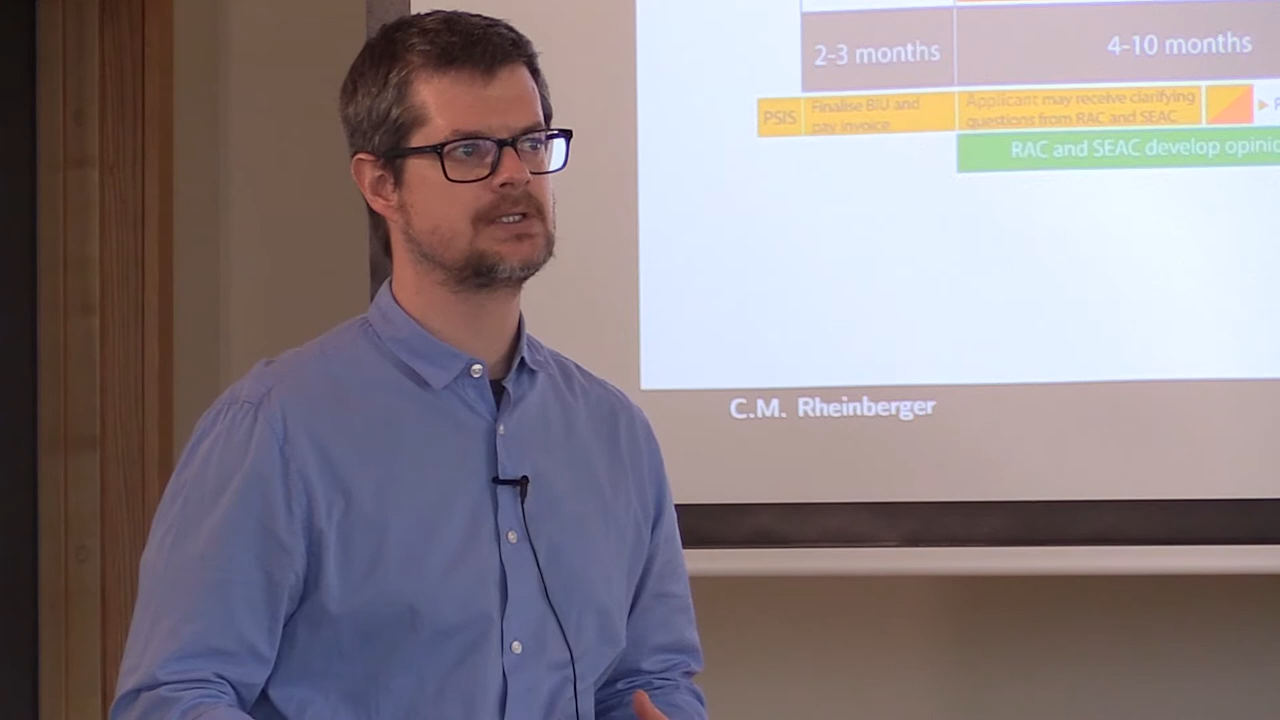 2-3 months
4-10 months
PSIS
Finalise BIU and
pay invoice
Applicant may receive clarifying
questions from RAC and SEAC
RAC and SEAC develop opinio
C.M. Rheinberger